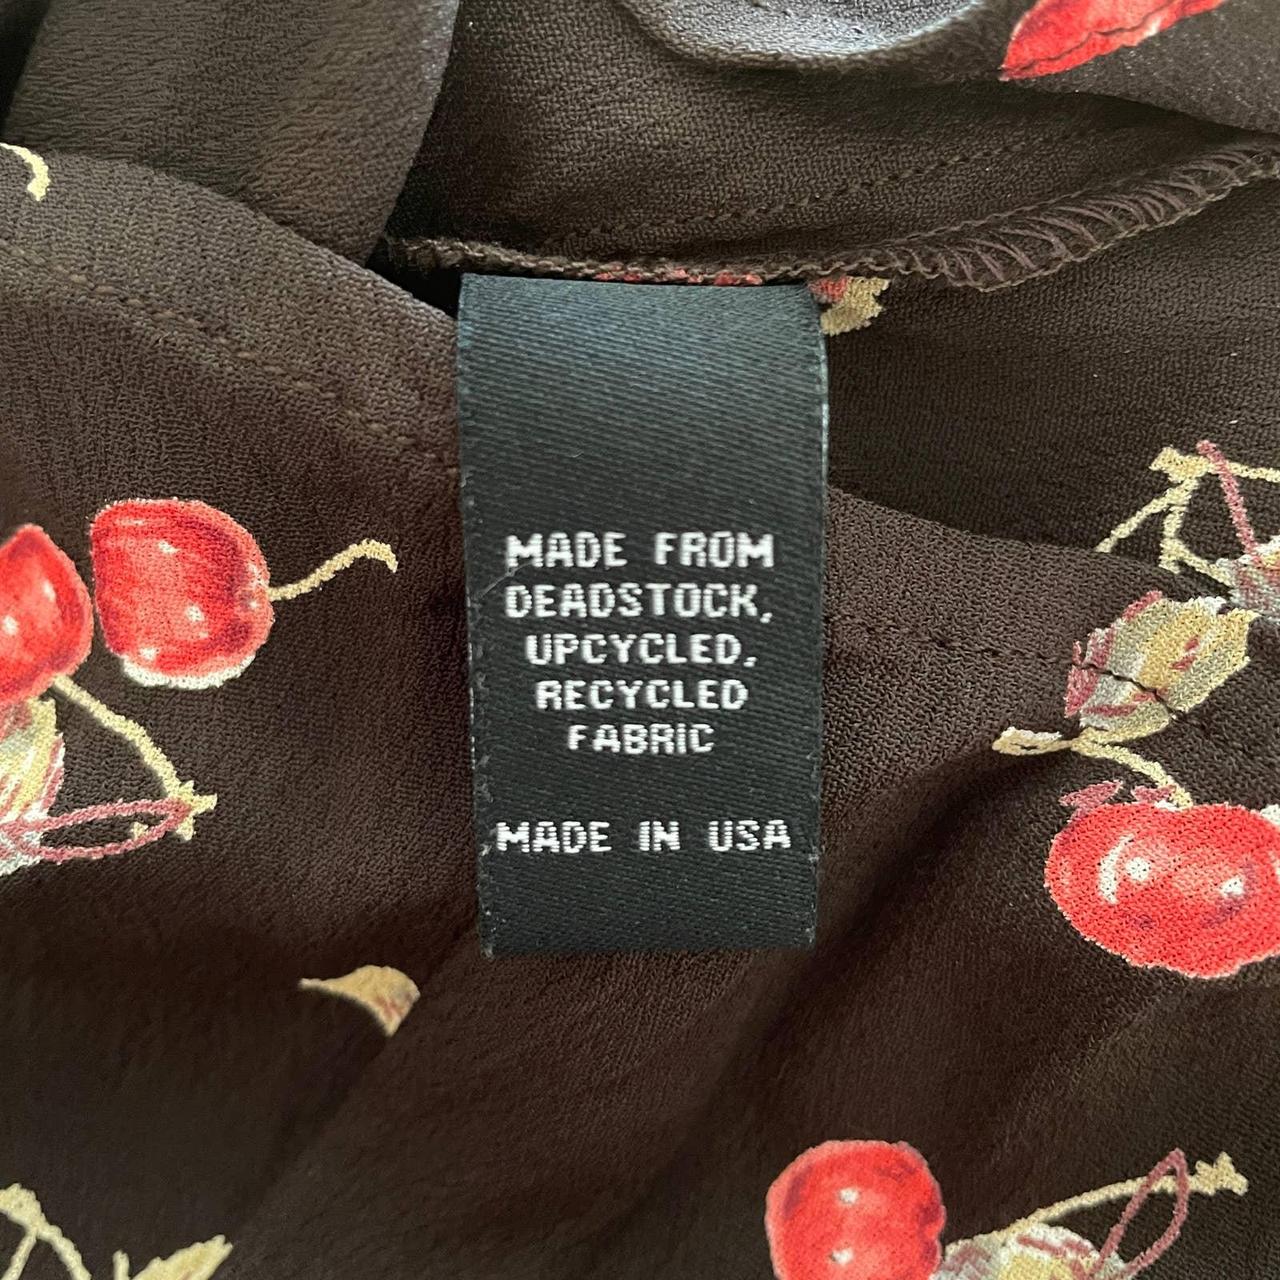 MADE FROM
DEADSTOCK,
UPCYCLED,
RECYCLED
FABRIC
MADE IN USA